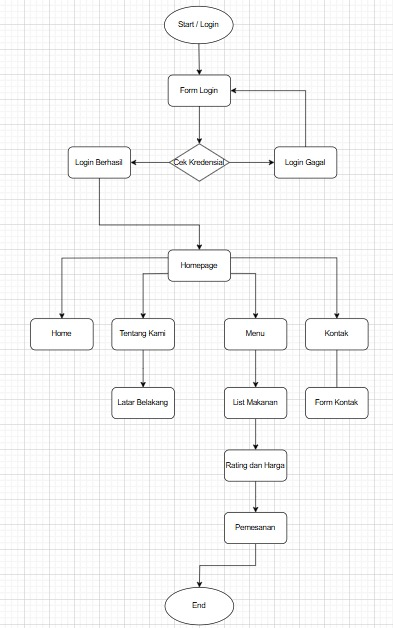 Start / Login
Form Login
Login Berhasil
Cek Kredensial
Login Gagal
Homepage
Home
Tentang Kami
Menu
Kontak
Latar Belakang
List Makanan
Form Kontak
Rating dan Harga
Pemesanan
End